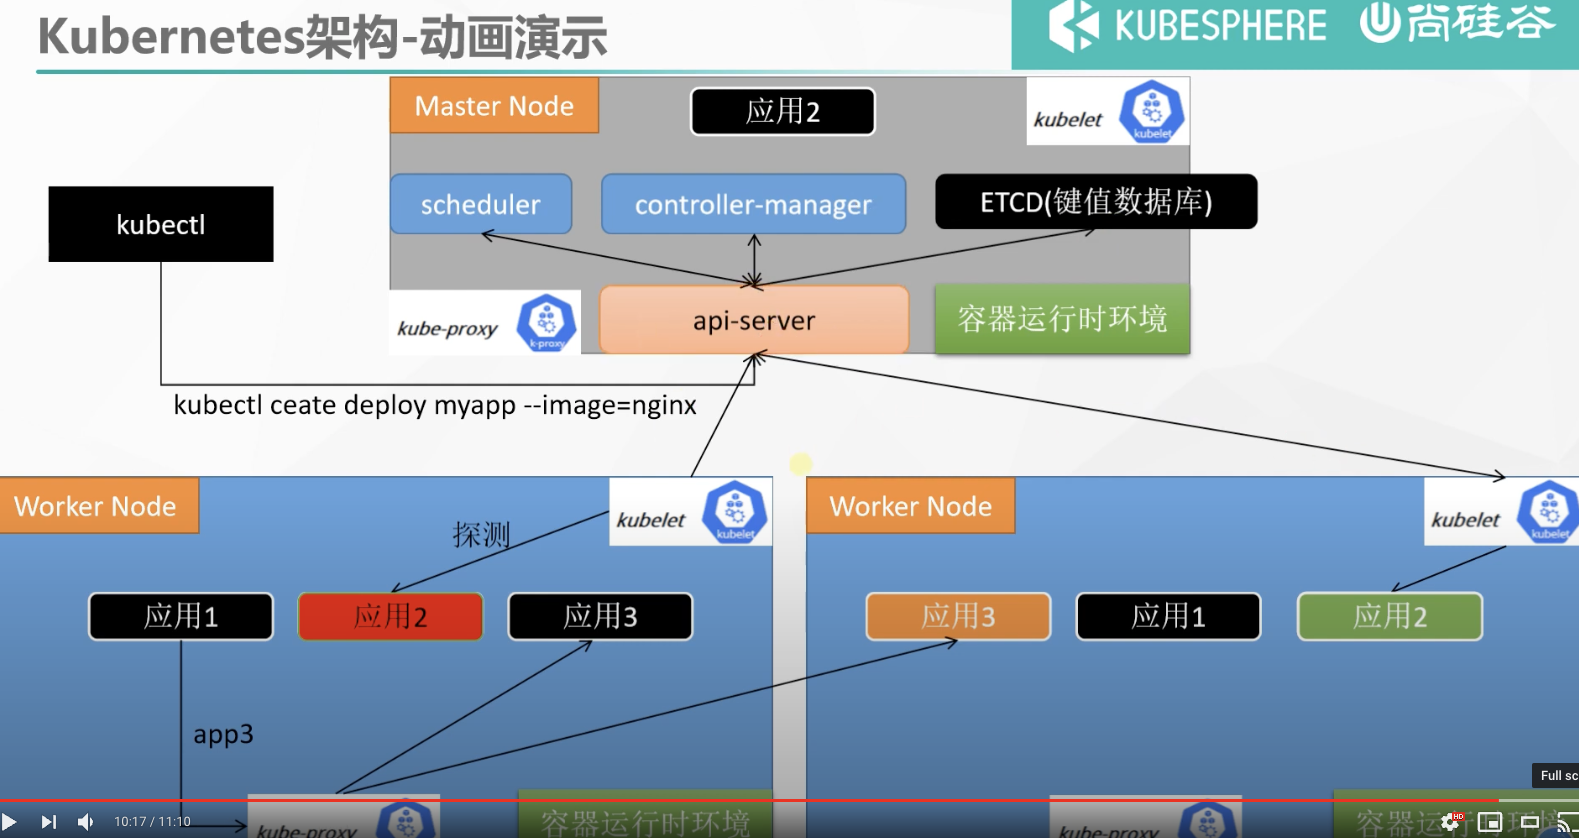 Kubernetes架构-动画演示
KUBESPHERE
尚硅谷
Master Node
应用2
kubelet
kubelet
kubectl
scheduler
controller-manager
ETCD(键值数据库)
kube-proxy
k-proxy
api-server
容器运行时环境
kubectl ceate deploy myapp --image=nginx
Worker Node
kubelet
kubelet
探测
应用1
应用2
应用3
app3
kube-proxy
容器运行时环境
Worker Node
kubelet
kubelet
应用3
应用1
应用2
kube-proxy
容器运行时环境
Full sc
10:17 / 11:10
HD